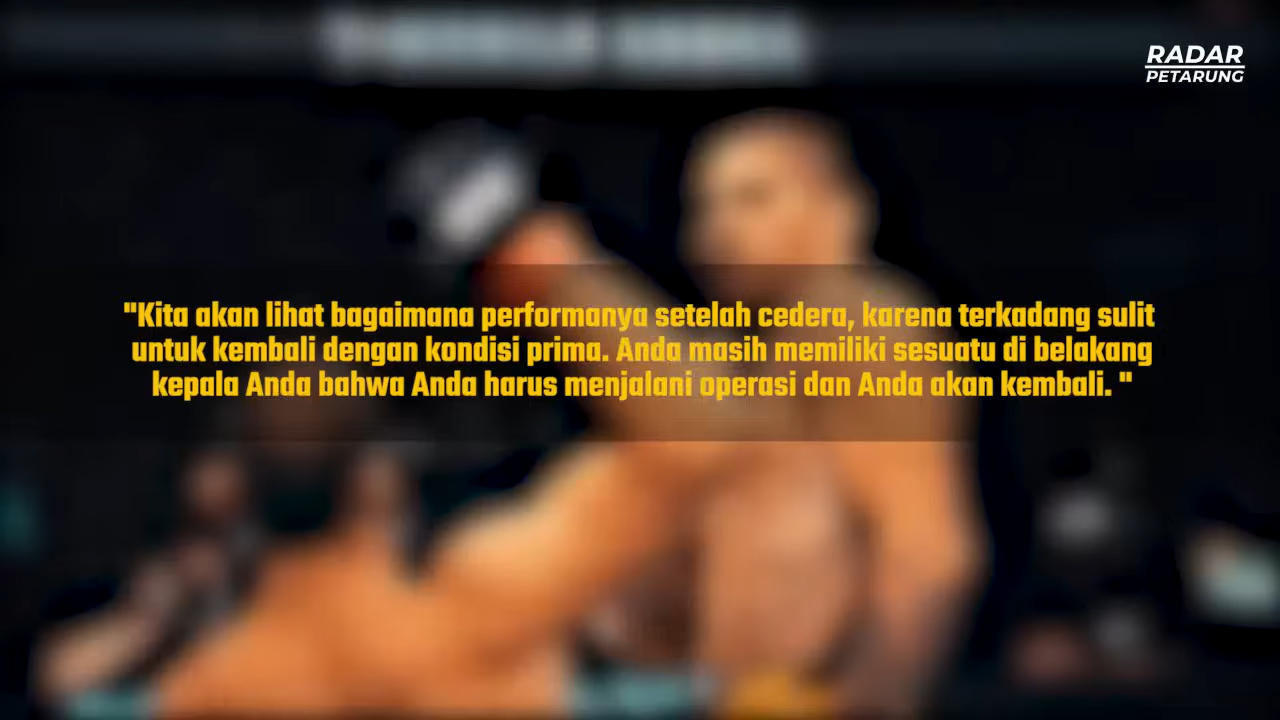 RADAR
PETARUNG
"Kita akan lihat bagaimana performanya setelah cedera, karena terkadang sulit
untuk kembali dengan kondisi prima. Anda masih memiliki sesuatu di belakang
kepala Anda bahwa Anda harus menjalani operasi dan Anda akan kembali. "